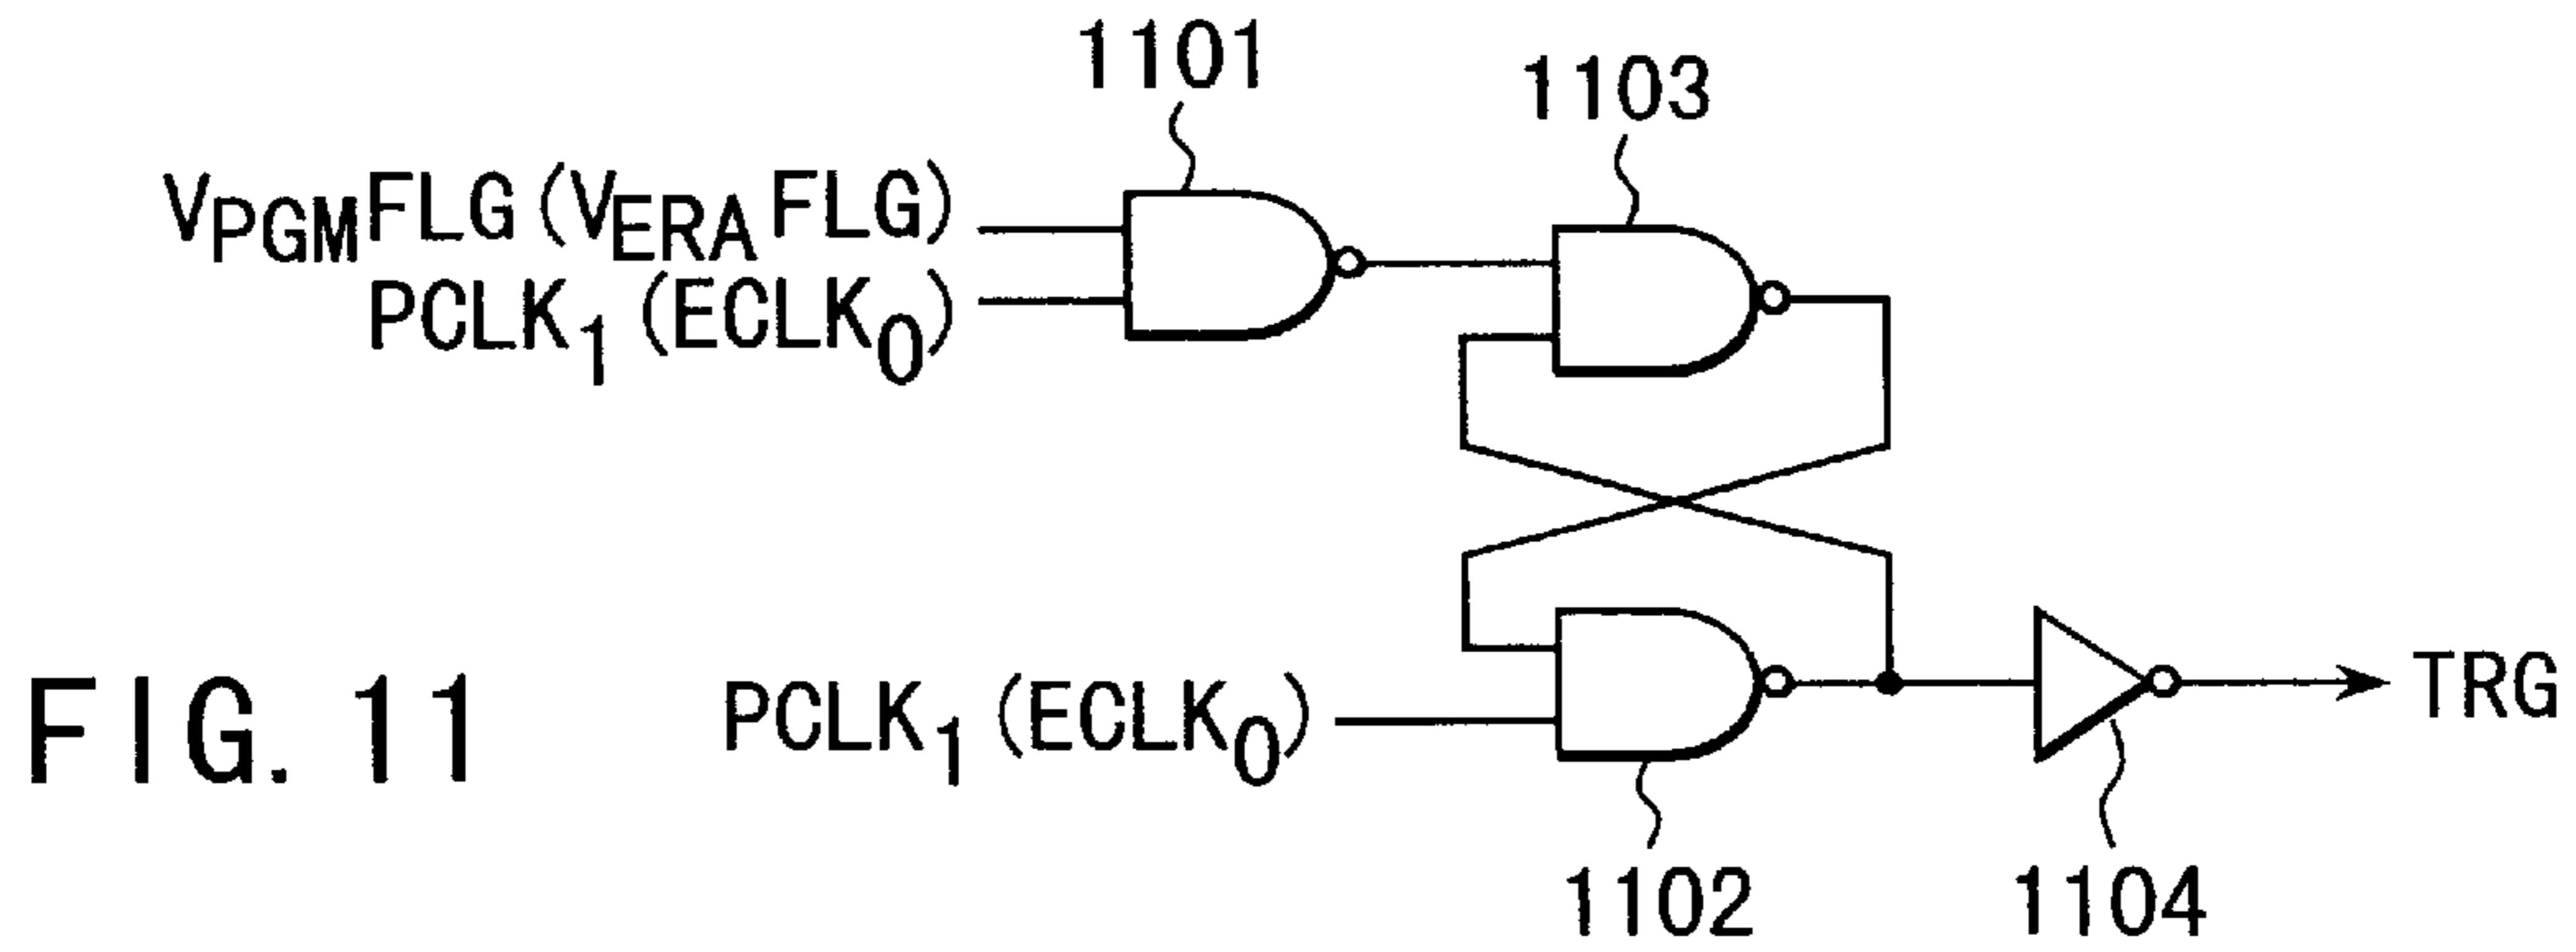 1101
1103
VPGMFLG (VERAFLG)
PCLK1 (ECLK0)
FIG. 11
PCLK1 (ECLK0)
TRG
1102
1104